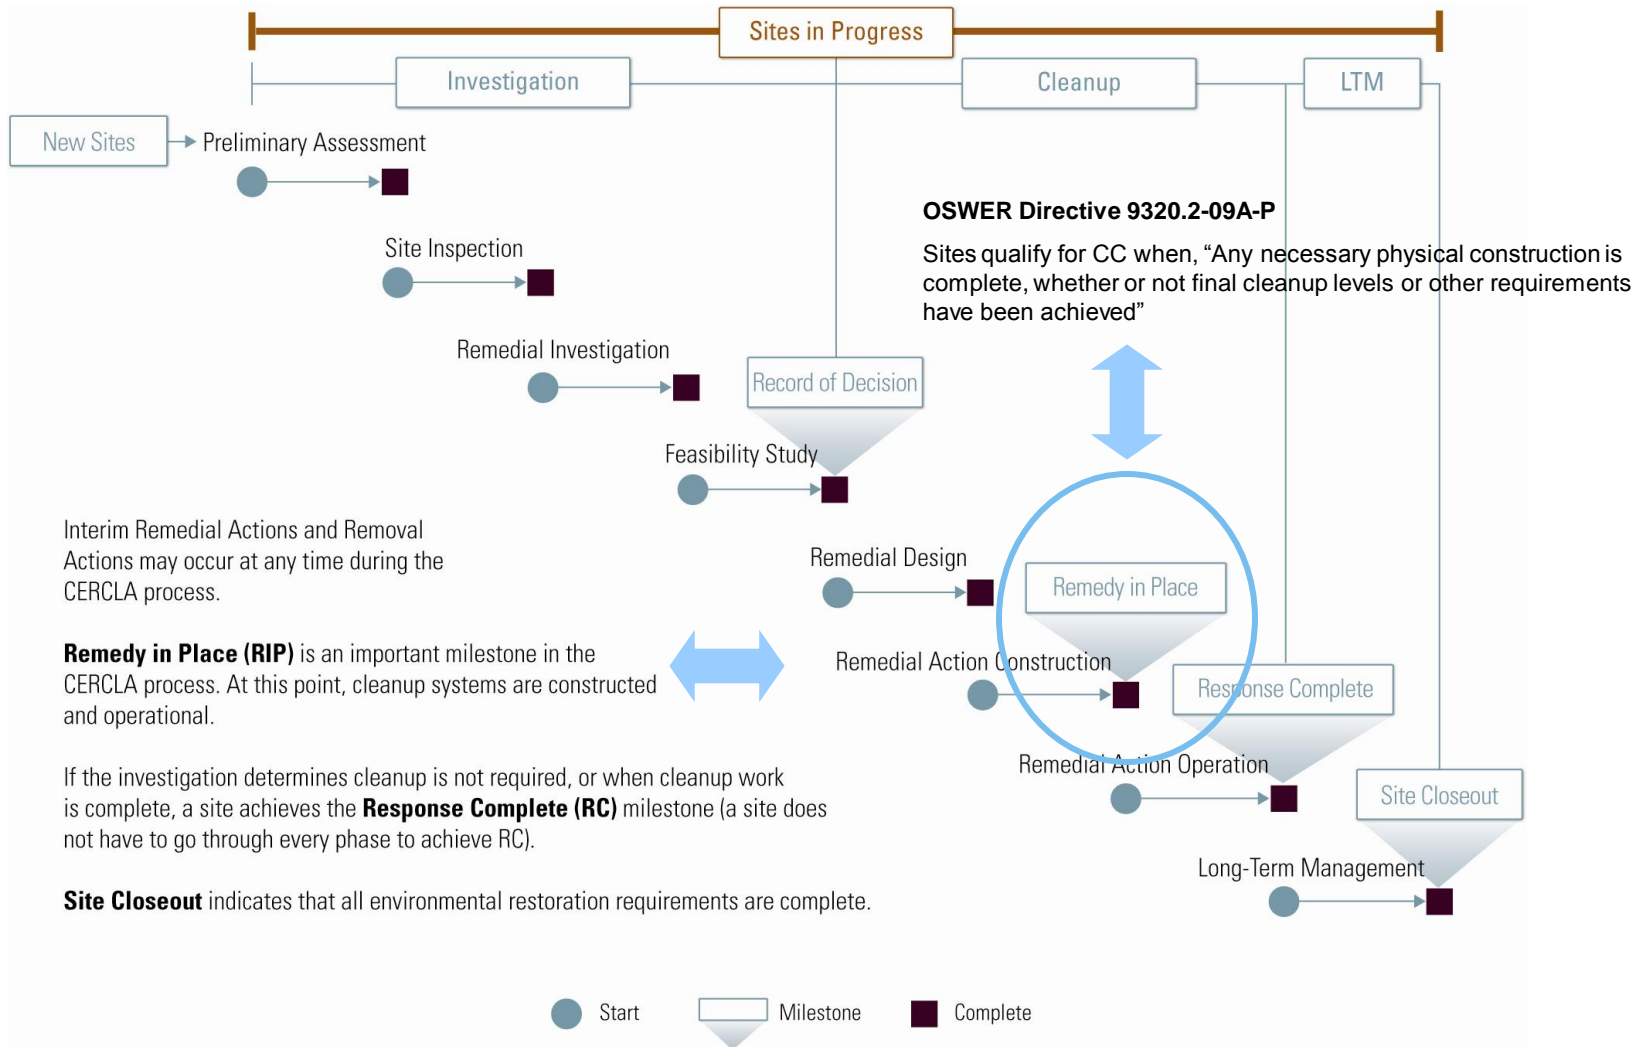 Sites in Progress
Investigation
Cleanup
LTM
New Sites
Preliminary Assessment
OSWER Directive 9320.2-09A-P
Sites qualify for CC when, “Any necessary physical construction is
complete, whether or not final cleanup levels or other requirements
have been achieved”
Site Inspection
Remedial Investigation
Record of Decision
Feasibility Study
Interim Remedial Actions and Removal
Actions may occur at any time during the
CERCLA process.
Remedial Design
Remedy in Place
Remedy in Place (RIP) is an important milestone in the
CERCLA process. At this point, cleanup systems are constructed
and operational.
Remedial Action Construction
Response Complete
If the investigation determines cleanup is not required, or when cleanup work
is complete, a site achieves the Response Complete (RC) milestone (a site does
not have to go through every phase to achieve RC).
Remedial Action Operation
Site Closeout
Long-Term Management
Site Closeout indicates that all environmental restoration requirements are complete.
Start
Milestone
Complete